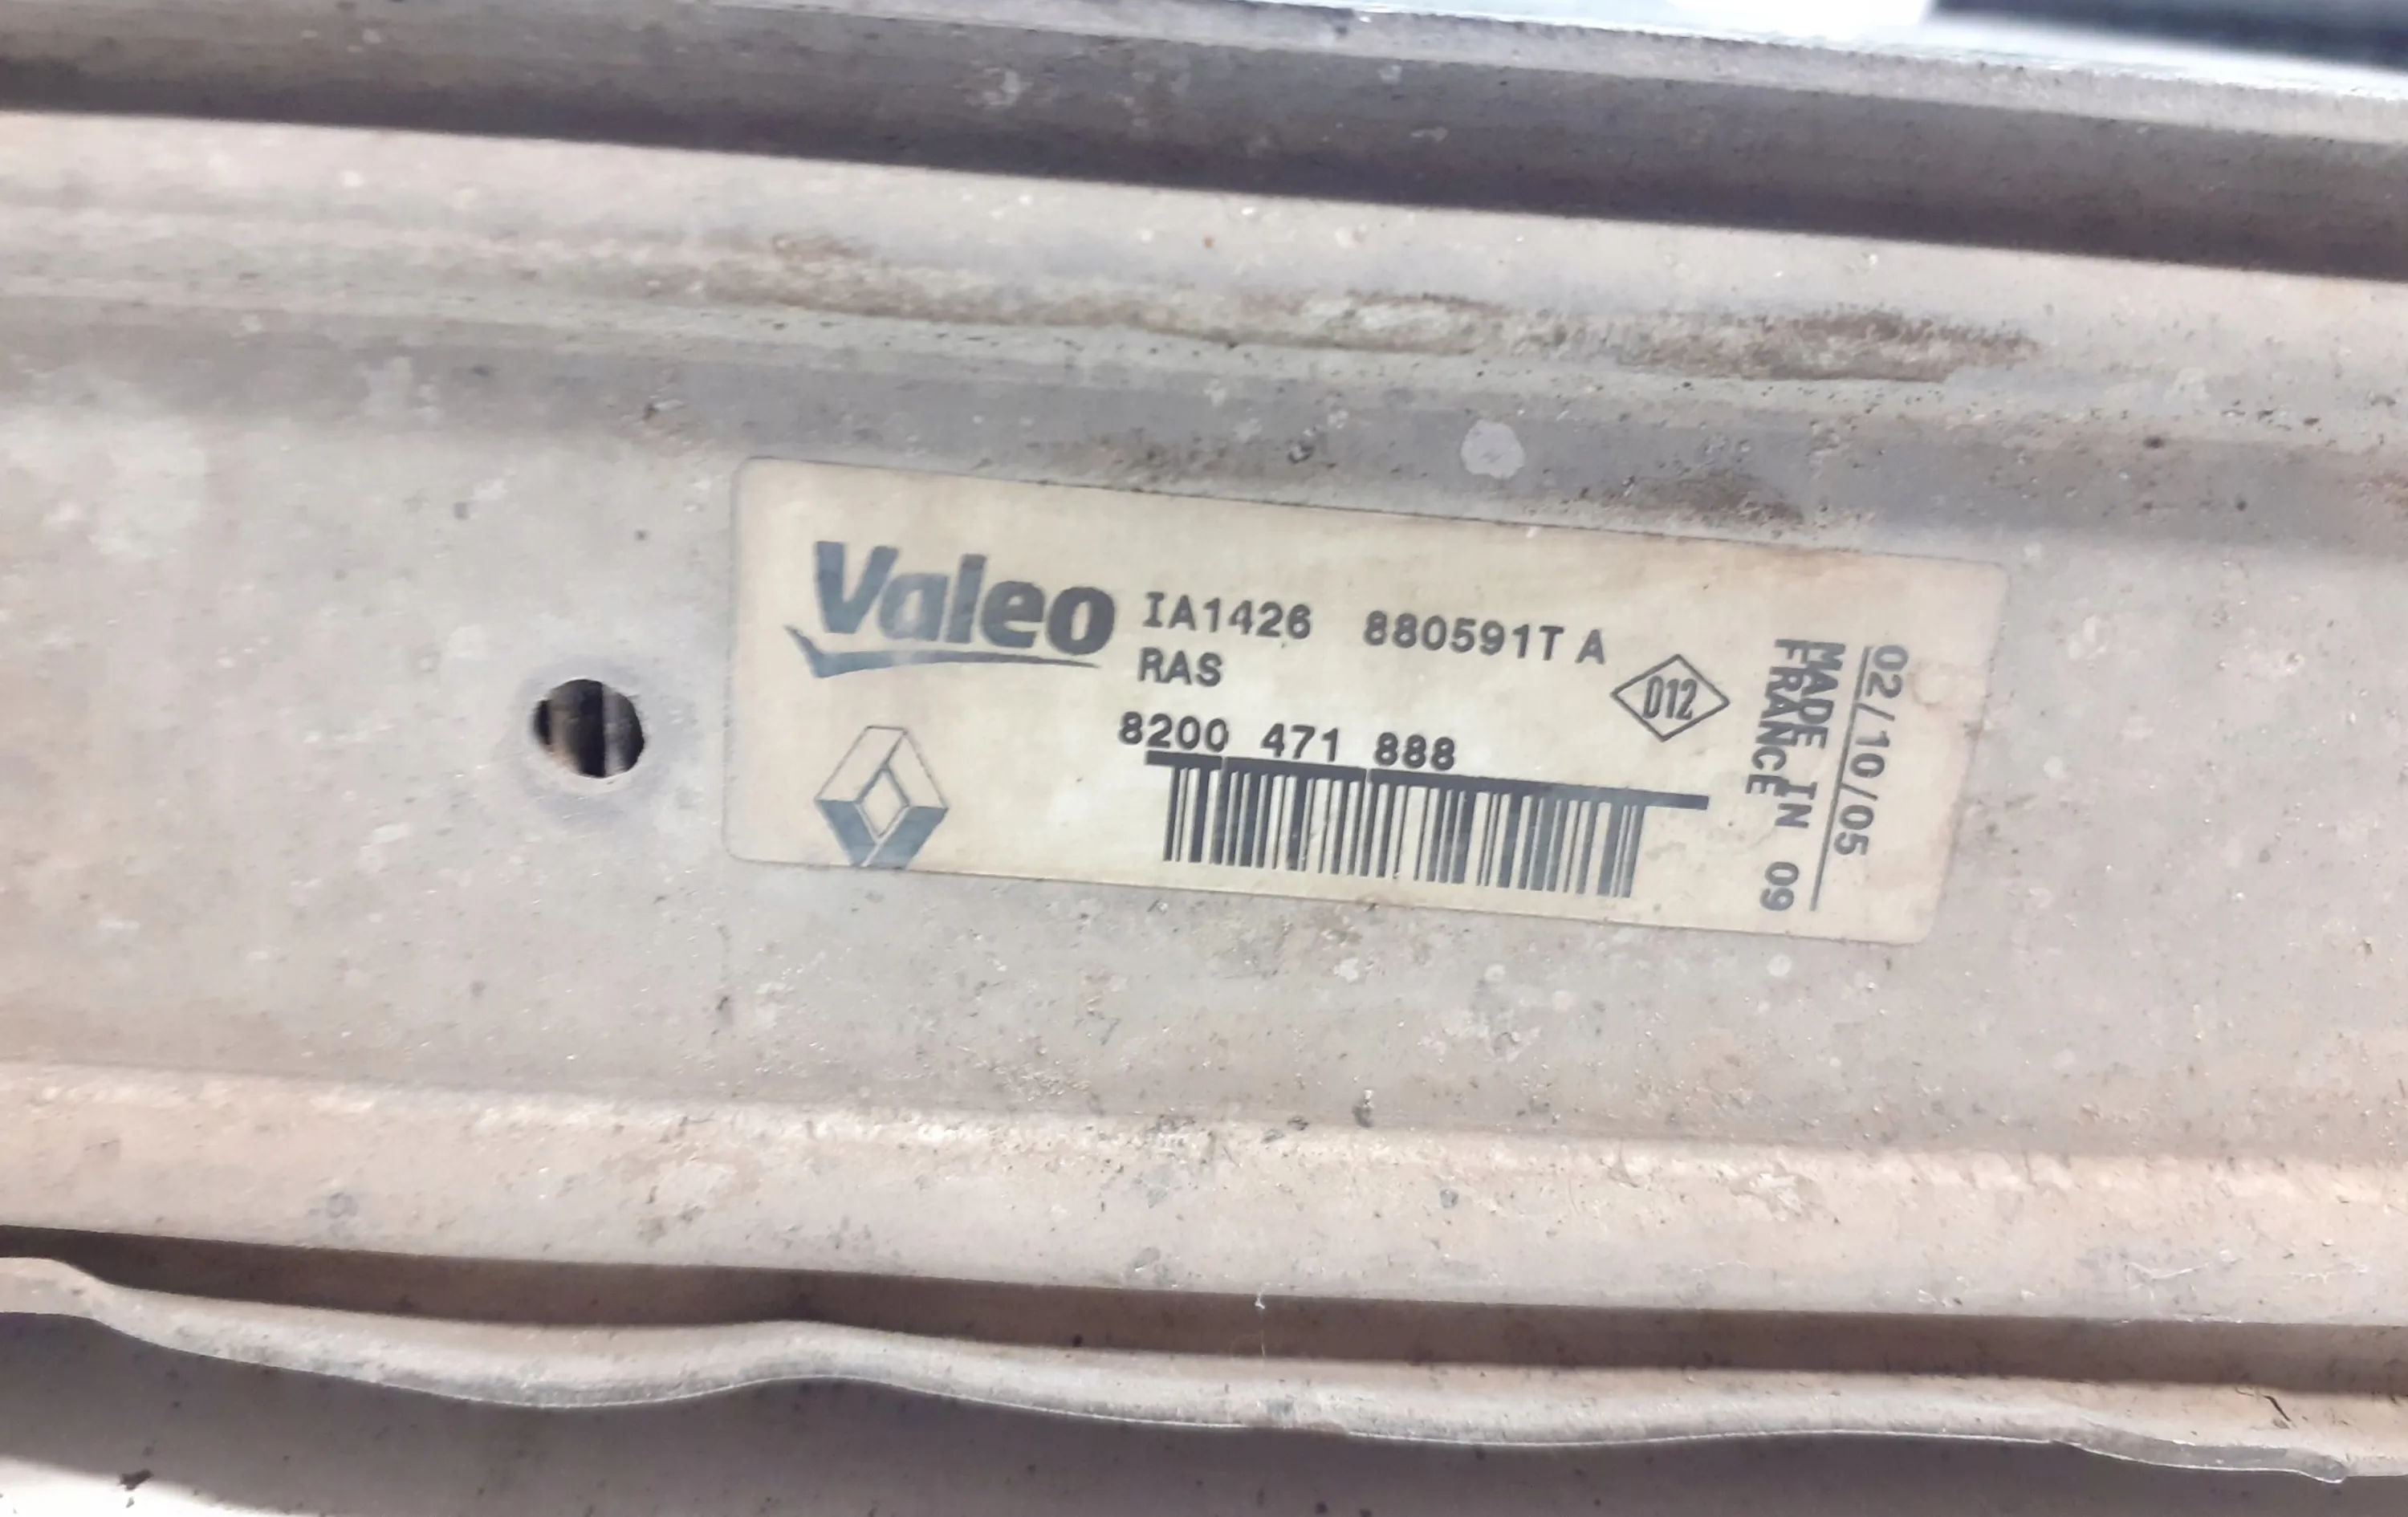 Valeo IA1426 880591T A
RAS
8200 471 888
D12
02/10/05
MADE IN 09
FRANCE